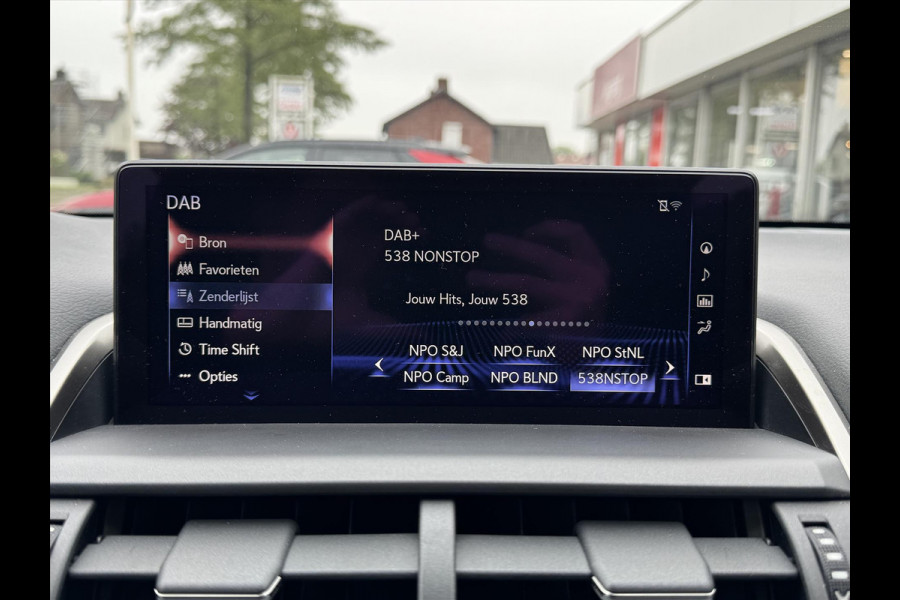 DAB
Bron
Favorieten
Zenderlijst
Handmatig
Time Shift
Opties
DAB+
538 NONSTOP
Jouw Hits, Jouw 538
NPO S&J NPO FunX NPO StNL
NPO Camp NPO BLND 538NSTOP